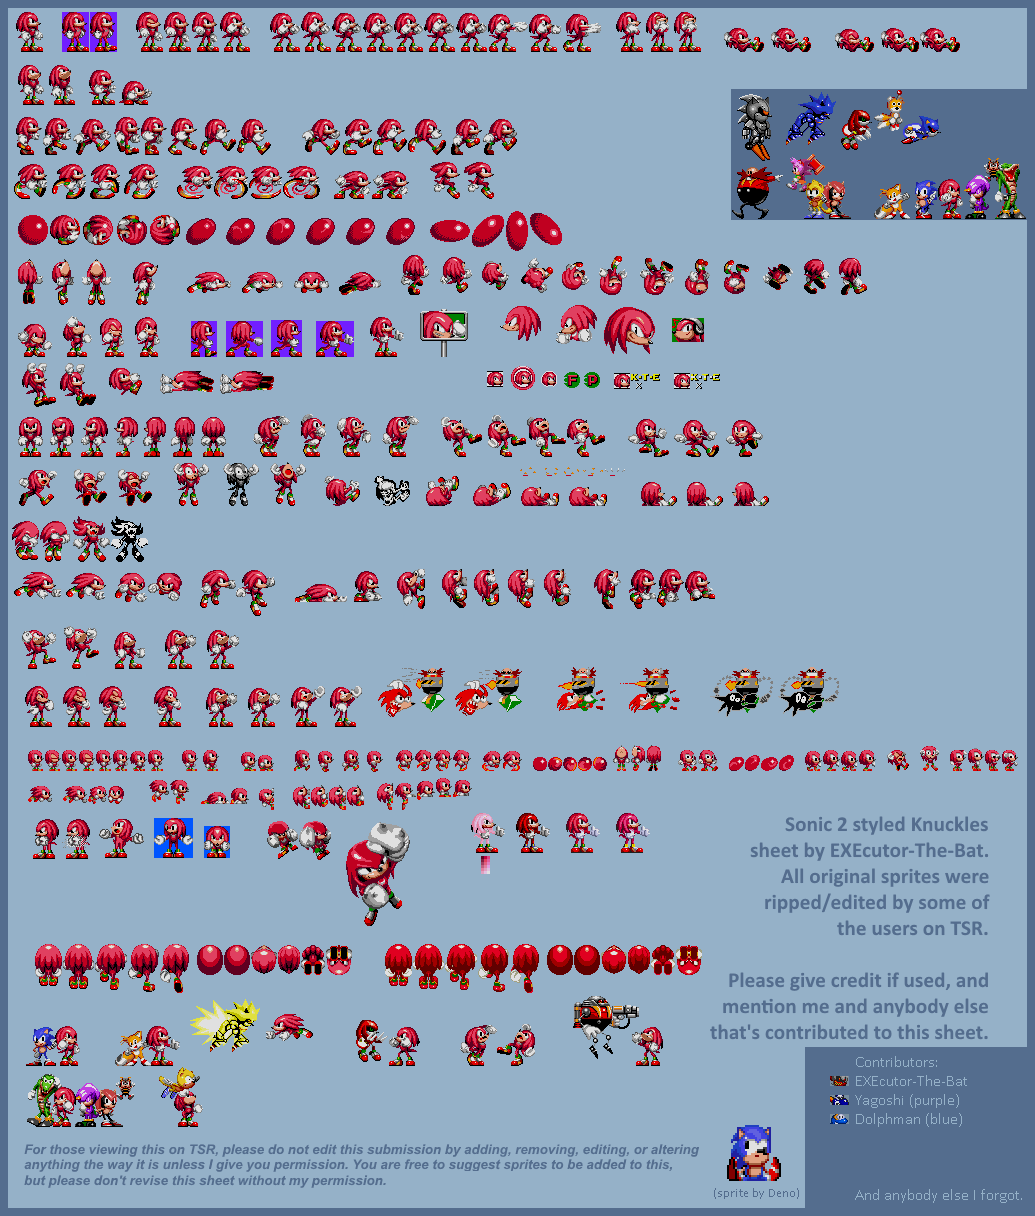 K·T·E
X
K·T·E
X
F
P
Sonic 2 styled Knuckles
sheet by EXEcutor-The-Bat.
All original sprites were
ripped/edited by some of
the users on TSR.
Please give credit if used, and
mention me and anybody else
that's contributed to this sheet.
Contributors:
EXEcutor-The-Bat
Yagoshi (purple)
Dolphman (blue)
For those viewing this on TSR, please do not edit this submission by adding, removing, editing, or altering
anything the way it is unless I give you permission. You are free to suggest sprites to be added to this,
but please don't revise this sheet without my permission.
(sprite by Deno)
And anybody else I forgot.